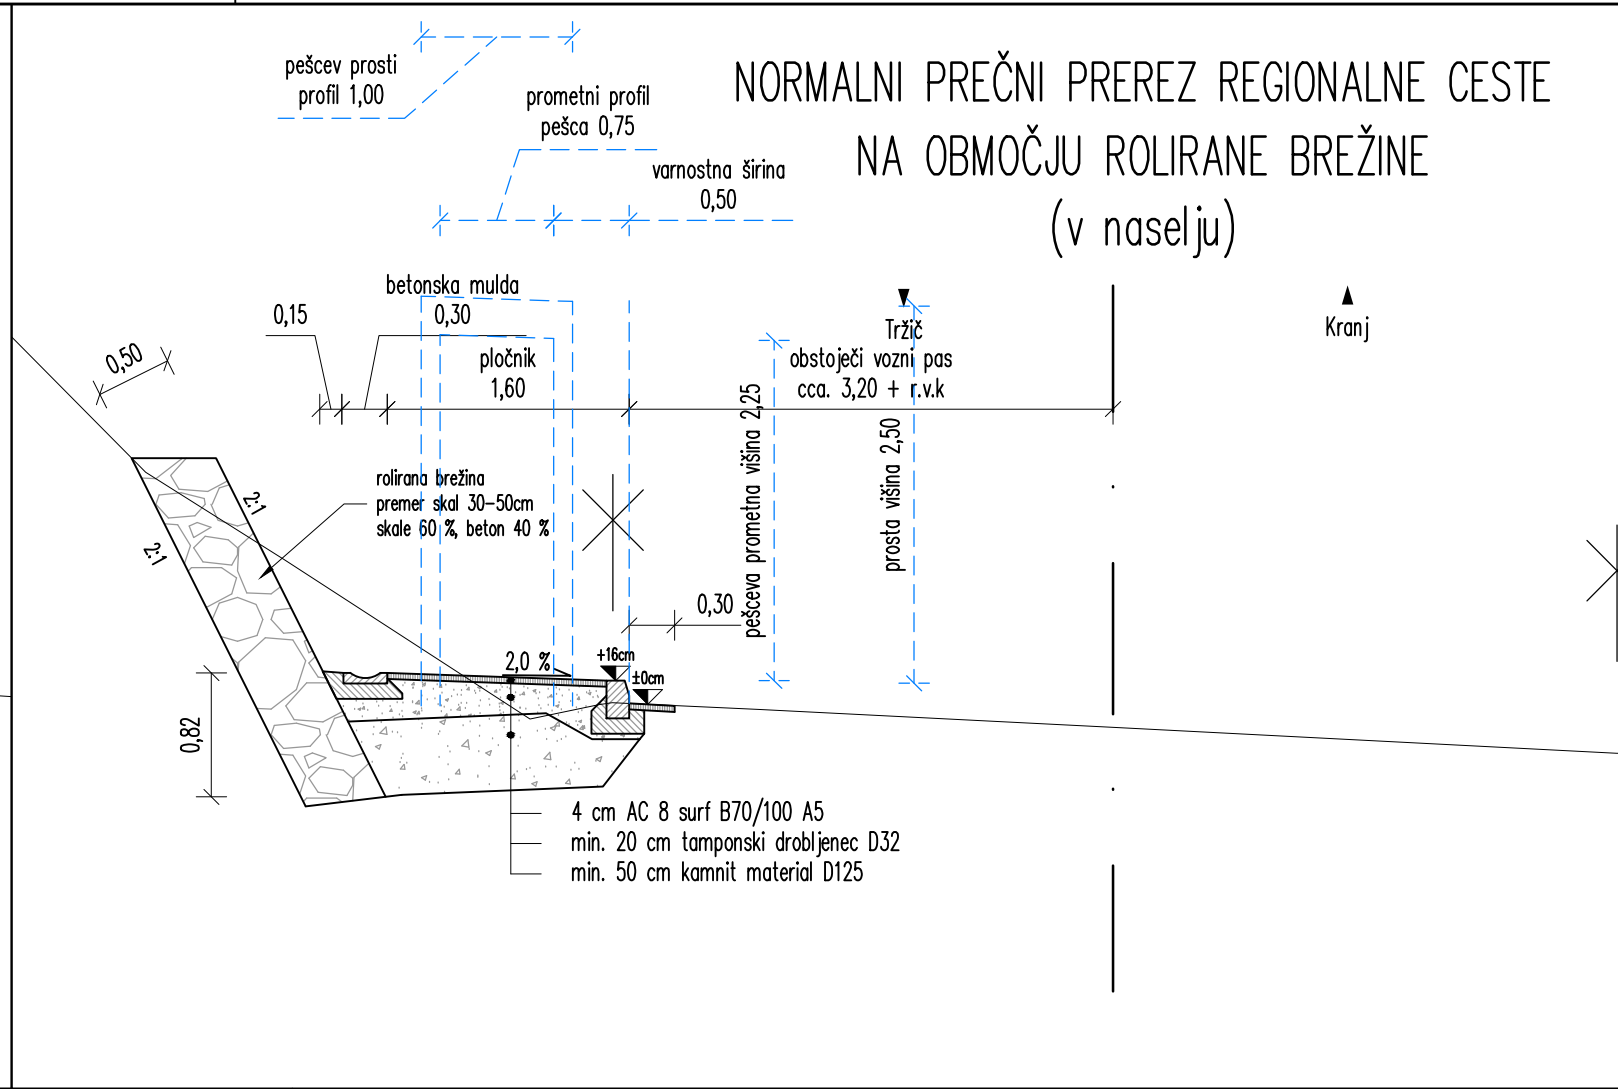 NORMALNI PREČNI PREREZ REGIONALNE CESTE
NA OBMOČJU ROLIRANE BREŽINE
(v naselju)
pešcev prosti
profil 1,00
prometni profil
pešca 0,75
varnostna širina
0,50
betonska mulda
0,30
0,15
pločnik
1,60
Tržič
obstoječi vozni pas
cca. 3,20 + r.v.k
Kranj
0,50
rolirana brežina
premer skal 30-50cm
skale 60 %, beton 40 %
2:1
2:1
pešceva prometna višina 2,25
prosta višina 2,50
0,30
2,0 %
+16cm
±0cm
0,82
4 cm AC 8 surf B70/100 A5
min. 20 cm tamponski drobljenec D32
min. 50 cm kamnit material D125